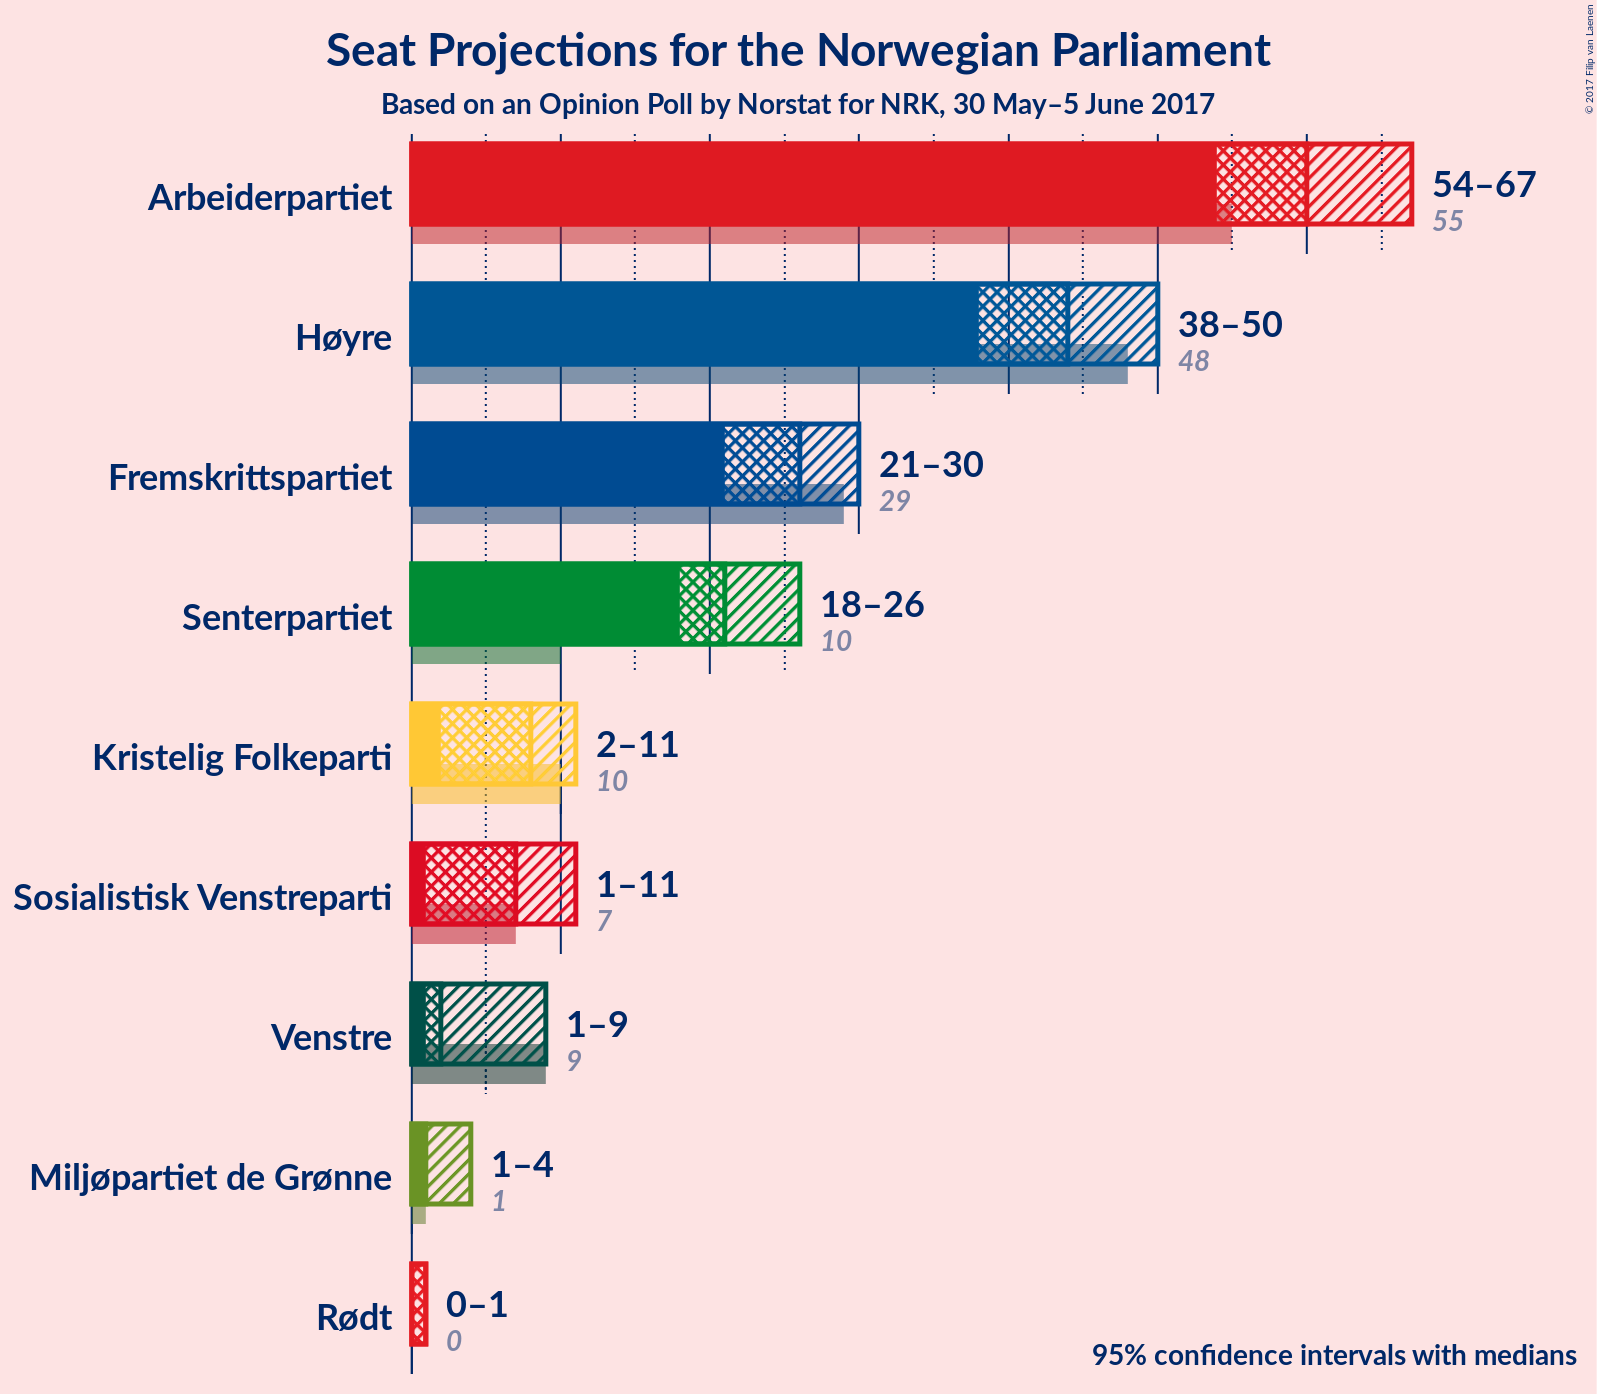 Seat Projections for the Norwegian Parliament
Based on an Opinion Poll by Norstat for NRK, 30 May–5 June 2017
© 2017 Filip van Laenen
Arbeiderpartiet
54–67
55
Høyre
38–50
48
Fremskrittspartiet
21–30
29
Senterpartiet
18–26
10
Kristelig Folkeparti
2–11
10
Sosialistisk Venstreparti
1–11
7
Venstre
1–9
9
Miljøpartiet de Grønne
1–4
1
Rødt
0–1
0
95% confidence intervals with medians